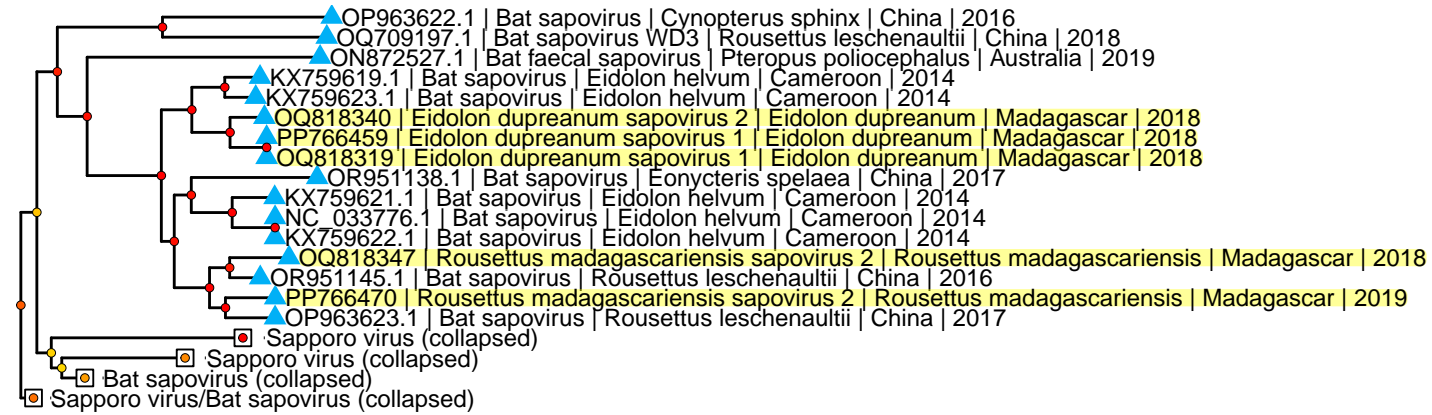 OP963622.1 | Bat sapovirus | Cynopterus sphinx | China | 2016
OQ709197.1 | Bat sapovirus WD3 | Rousettus leschenaultii | China | 2018
ON872527.1 | Bat faecal sapovirus | Pteropus poliocephalus | Australia | 2019
KX759619.1 | Bat sapovirus | Eidolon helvum | Cameroon | 2014
KX759623.1 | Bat sapovirus | Eidolon helvum | Cameroon | 2014
OQ818340 | Eidolon dupreanum sapovirus 2 | Eidolon dupreanum | Madagascar | 2018
PP766459 | Eidolon dupreanum sapovirus 1 | Eidolon dupreanum | Madagascar | 2018
OQ818319 | Eidolon dupreanum sapovirus 1 | Eidolon dupreanum | Madagascar | 2018
OR951138.1 | Bat sapovirus | Eonycteris spelaea | China | 2017
KX759621.1 | Bat sapovirus | Eidolon helvum | Cameroon | 2014
NC_033776.1 | Bat sapovirus | Eidolon helvum | Cameroon | 2014
KX759622.1 | Bat sapovirus | Eidolon helvum | Cameroon | 2014
OQ818347 | Rousettus madagascariensis sapovirus 2 | Rousettus madagascariensis | Madagascar | 2018
OR951145.1 | Bat sapovirus | Rousettus leschenaultii | China | 2016
PP766470 | Rousettus madagascariensis sapovirus 2 | Rousettus madagascariensis | Madagascar | 2019
OP963623.1 | Bat sapovirus | Rousettus leschenaultii | China | 2017
Sapporo virus (collapsed)
Sapporo virus (collapsed)
Bat sapovirus (collapsed)
Sapporo virus/Bat sapovirus (collapsed)